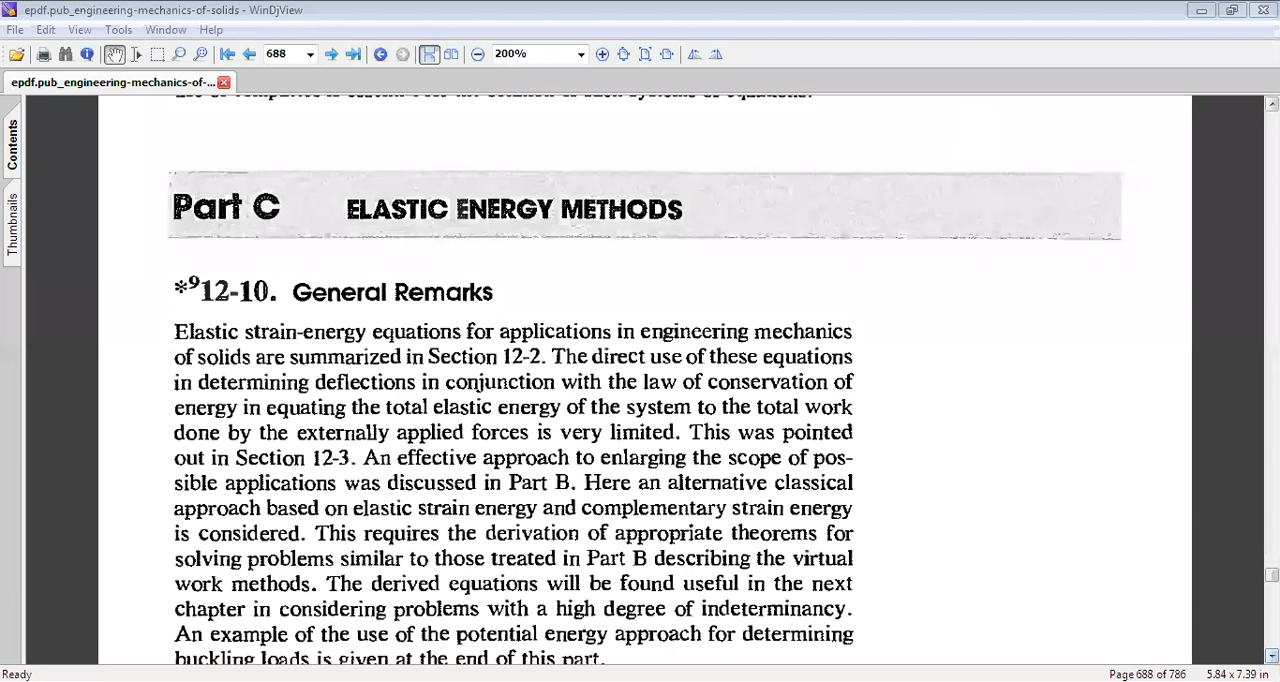 epdf.pub_engineering-mechanics-of-solids - WinDjView
File Edit View Tools Window Help
688 200%
epdf.pub_engineering-mechanics-of-...
Contents
Thumbnails
Part C ELASTIC ENERGY METHODS
*⁹12-10. General Remarks
Elastic strain-energy equations for applications in engineering mechanics
of solids are summarized in Section 12-2. The direct use of these equations
in determining deflections in conjunction with the law of conservation of
energy in equating the total elastic energy of the system to the total work
done by the externally applied forces is very limited. This was pointed
out in Section 12-3. An effective approach to enlarging the scope of pos-
sible applications was discussed in Part B. Here an alternative classical
approach based on elastic strain energy and complementary strain energy
is considered. This requires the derivation of appropriate theorems for
solving problems similar to those treated in Part B describing the virtual
work methods. The derived equations will be found useful in the next
chapter in considering problems with a high degree of indeterminancy.
An example of the use of the potential energy approach for determining
buckling loads is given at the end of this part.
Ready Page 688 of 786 5.84 x 7.39 in